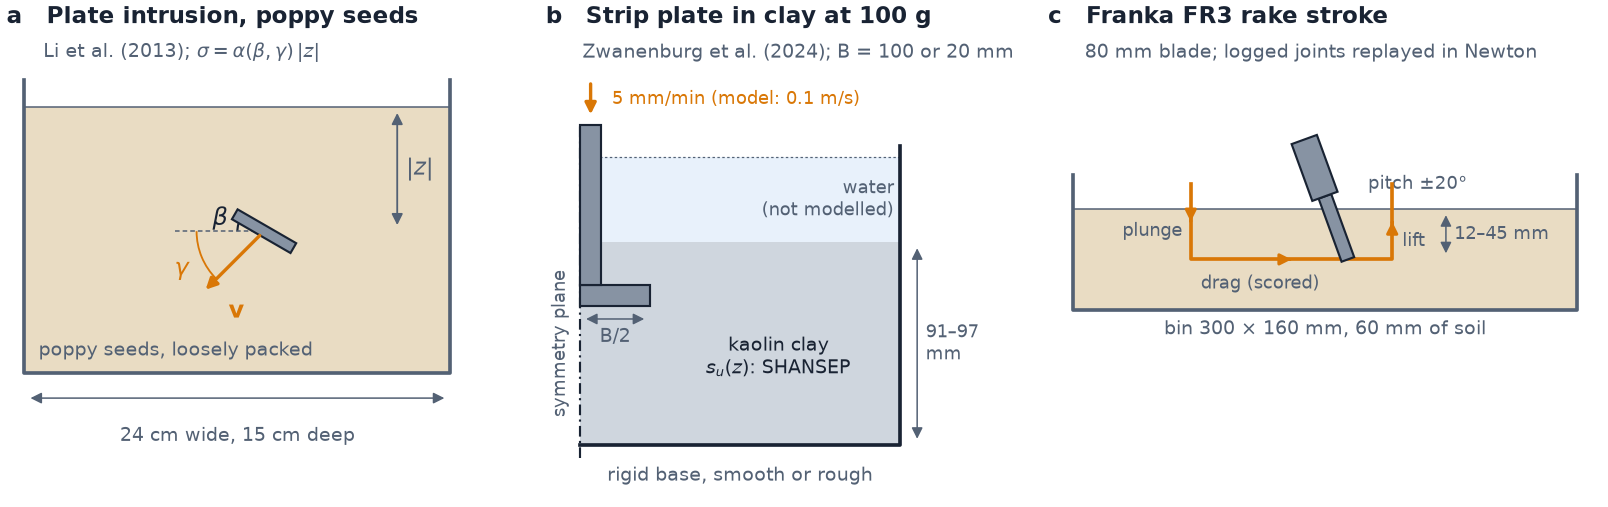 a Plate intrusion, poppy seeds
Li et al. (2013); σ = α(β, γ) |z|
|z|
β
γ
v
poppy seeds, loosely packed
24 cm wide, 15 cm deep
b Strip plate in clay at 100 g
Zwanenburg et al. (2024); B = 100 or 20 mm
5 mm/min (model: 0.1 m/s)
water
(not modelled)
symmetry plane
B/2
kaolin clay
s_u(z): SHANSEP
91–97
mm
rigid base, smooth or rough
c Franka FR3 rake stroke
80 mm blade; logged joints replayed in Newton
pitch ±20°
plunge
lift
12–45 mm
drag (scored)
bin 300 × 160 mm, 60 mm of soil